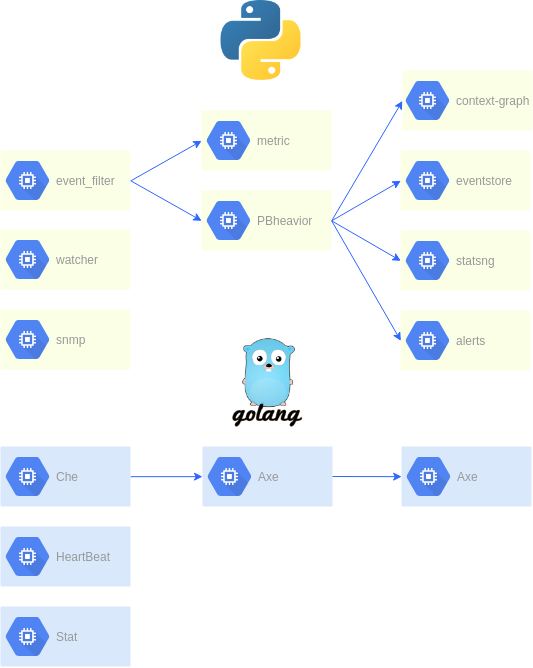 context-graph
metric
event_filter
eventstore
PBheavior
watcher
statsng
snmp
alerts
golang
Che
Axe
Axe
HeartBeat
Stat